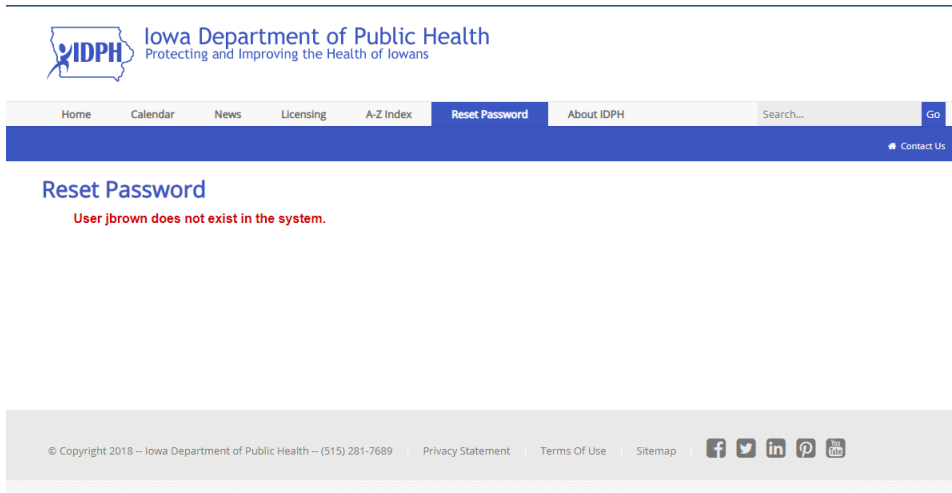 IDPH
Iowa Department of Public Health
Protecting and Improving the Health of Iowans
Home Calendar News Licensing A-Z Index Reset Password About IDPH Search... Go
Contact Us
Reset Password
User jbrown does not exist in the system.
© Copyright 2018 -- Iowa Department of Public Health -- (515) 281-7689 | Privacy Statement | Terms Of Use | Sitemap | f in You Tube